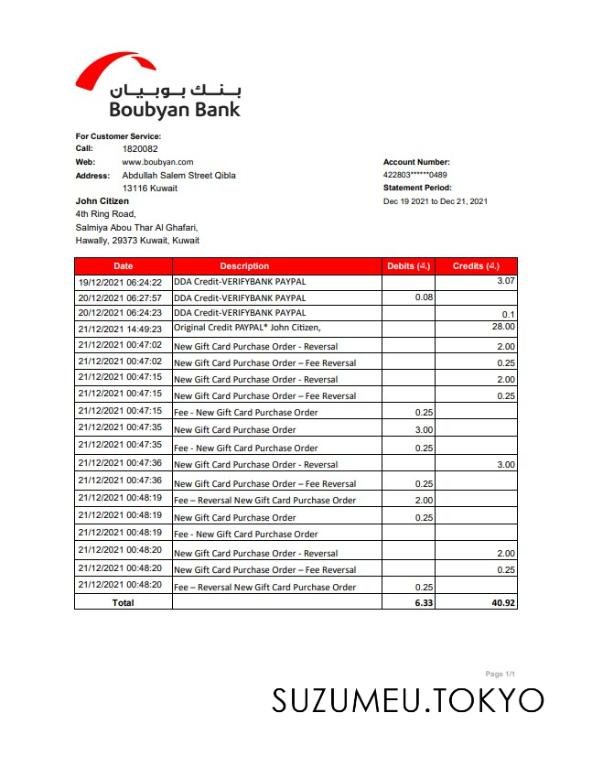 بنك بوبيان
Boubyan Bank
For Customer Service:
Call: 1820082
Web: www.boubyan.com
Address: Abdullah Salem Street Qibla
13116 Kuwait
Account Number:
422803******0489
Statement Period:
Dec 19 2021 to Dec 21, 2021
John Citizen
4th Ring Road,
Salmiya Abou Thar Al Ghafari,
Hawally, 29373 Kuwait, Kuwait
Date Description Debits (د.) Credits (د.)
19/12/2021 06:24:22 DDA Credit-VERIFYBANK PAYPAL 3.07
20/12/2021 06:27:57 DDA Credit-VERIFYBANK PAYPAL 0.08
20/12/2021 06:24:23 DDA Credit-VERIFYBANK PAYPAL 0.1
21/12/2021 14:49:23 Original Credit PAYPAL* John Citizen, 28.00
21/12/2021 00:47:02 New Gift Card Purchase Order - Reversal 2.00
21/12/2021 00:47:02 New Gift Card Purchase Order – Fee Reversal 0.25
21/12/2021 00:47:15 New Gift Card Purchase Order - Reversal 2.00
21/12/2021 00:47:15 New Gift Card Purchase Order – Fee Reversal 0.25
21/12/2021 00:47:15 Fee - New Gift Card Purchase Order 0.25
21/12/2021 00:47:35 New Gift Card Purchase Order 3.00
21/12/2021 00:47:35 Fee - New Gift Card Purchase Order 0.25
21/12/2021 00:47:36 New Gift Card Purchase Order - Reversal 3.00
21/12/2021 00:47:36 New Gift Card Purchase Order – Fee Reversal 0.25
21/12/2021 00:48:19 Fee – Reversal New Gift Card Purchase Order 2.00
21/12/2021 00:48:19 New Gift Card Purchase Order 0.25
21/12/2021 00:48:19 Fee - New Gift Card Purchase Order
21/12/2021 00:48:20 New Gift Card Purchase Order - Reversal 2.00
21/12/2021 00:48:20 New Gift Card Purchase Order – Fee Reversal 0.25
21/12/2021 00:48:20 Fee – Reversal New Gift Card Purchase Order 0.25
Total 6.33 40.92
Page 1/1
SUZUMEU.TOKYO